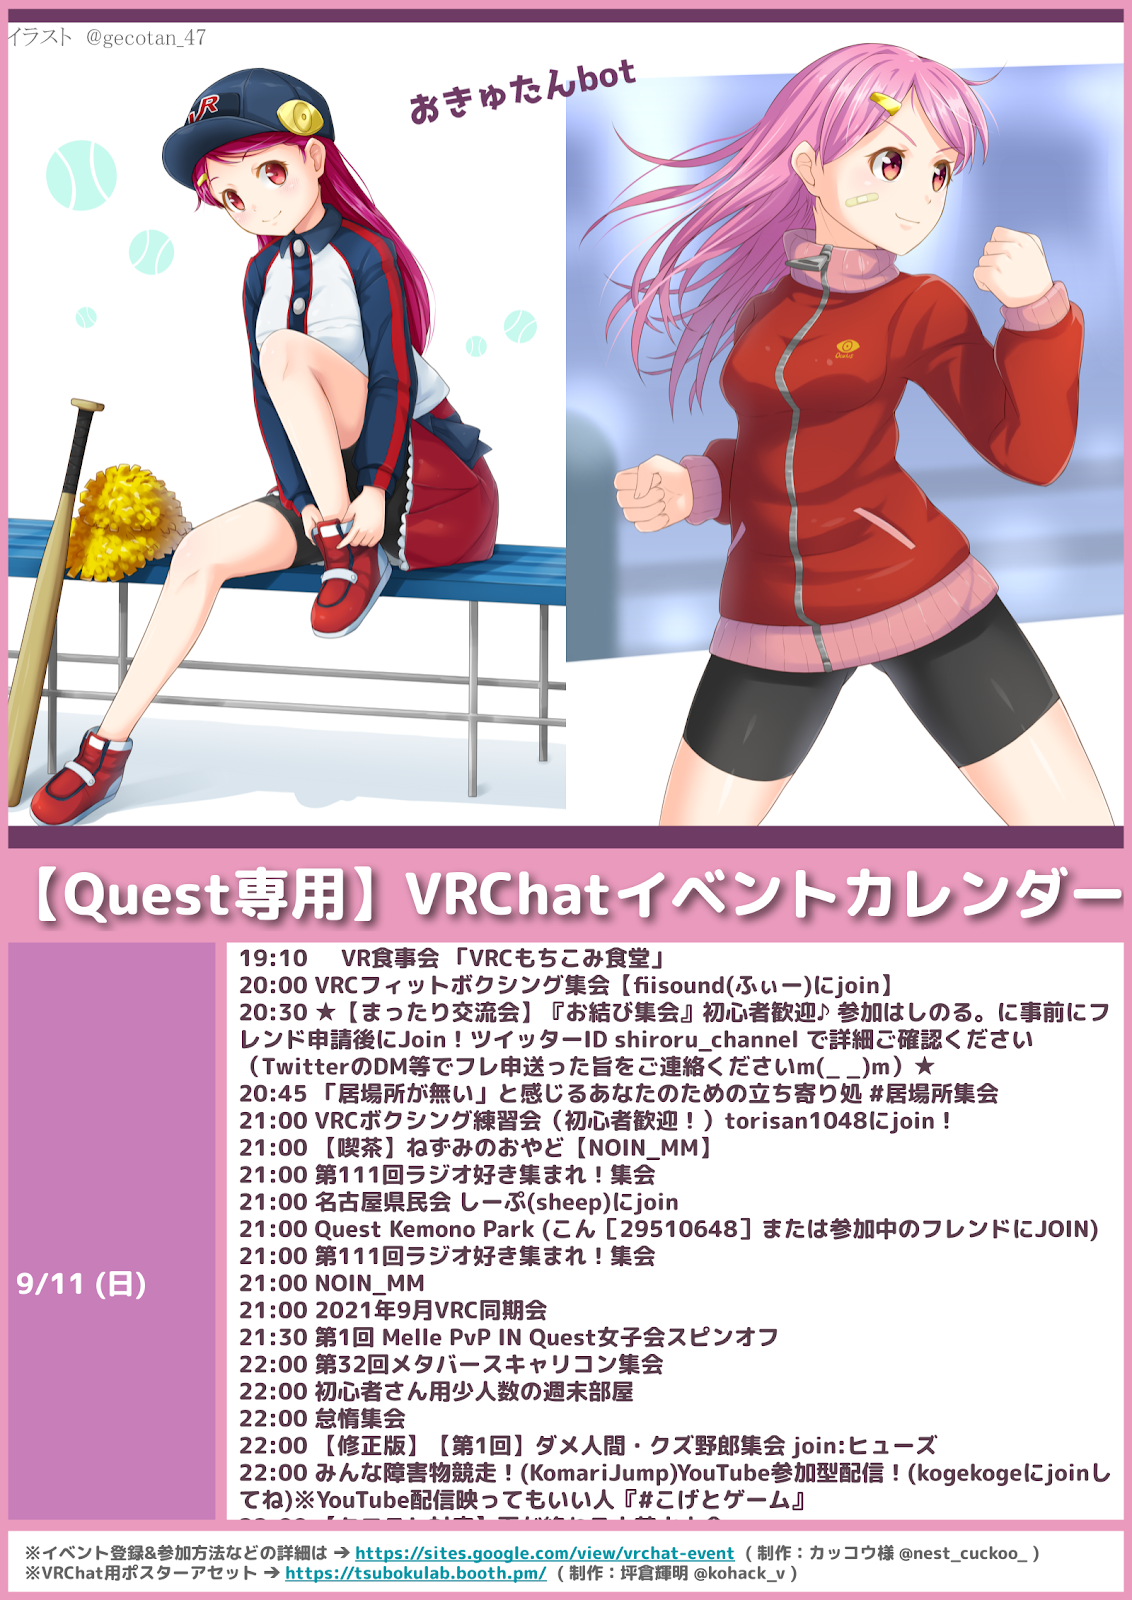 イラスト @gecotan_47
おきゅたんbot
VR
Quest
【Quest専用】VRChatイベントカレンダー
9/11 (日)
19:10 VR食事会 「VRCもちこみ食堂」
20:00 VRCフィットボクシング集会【fiisound(ふぃー)にjoin】
20:30 ★【まったり交流会】『お結び集会』初心者歓迎♪ 参加はしのる。に事前にフ
レンド申請後にJoin！ツイッターID shiroru_channel で詳細ご確認ください
（TwitterのDM等でフレ申送った旨をご連絡くださいm(_ _)m）★
20:45 「居場所が無い」と感じるあなたのための立ち寄り処 #居場所集会
21:00 VRCボクシング練習会（初心者歓迎！）torisan1048にjoin！
21:00 【喫茶】ねずみのおやど【NOIN_MM】
21:00 第111回ラジオ好き集まれ！集会
21:00 名古屋県民会 しーぷ(sheep)にjoin
21:00 Quest Kemono Park (こん［29510648］または参加中のフレンドにJOIN)
21:00 第111回ラジオ好き集まれ！集会
21:00 NOIN_MM
21:00 2021年9月VRC同期会
21:30 第1回 Melle PvP IN Quest女子会スピンオフ
22:00 第32回メタバースキャリコン集会
22:00 初心者さん用少人数の週末部屋
22:00 怠惰集会
22:00 【修正版】【第1回】ダメ人間・クズ野郎集会 join:ヒューズ
22:00 みんな障害物競走！(KomariJump)YouTube参加型配信！(kogekogeにjoinし
てね)※YouTube配信映ってもいい人『#こげとゲーム』
※イベント登録&参加方法などの詳細は ➔ https://sites.google.com/view/vrchat-event ( 制作：カッコウ様 @nest_cuckoo_ )
※VRChat用ポスターアセット ➔ https://tsubokulab.booth.pm/ ( 制作：坪倉輝明 @kohack_v )